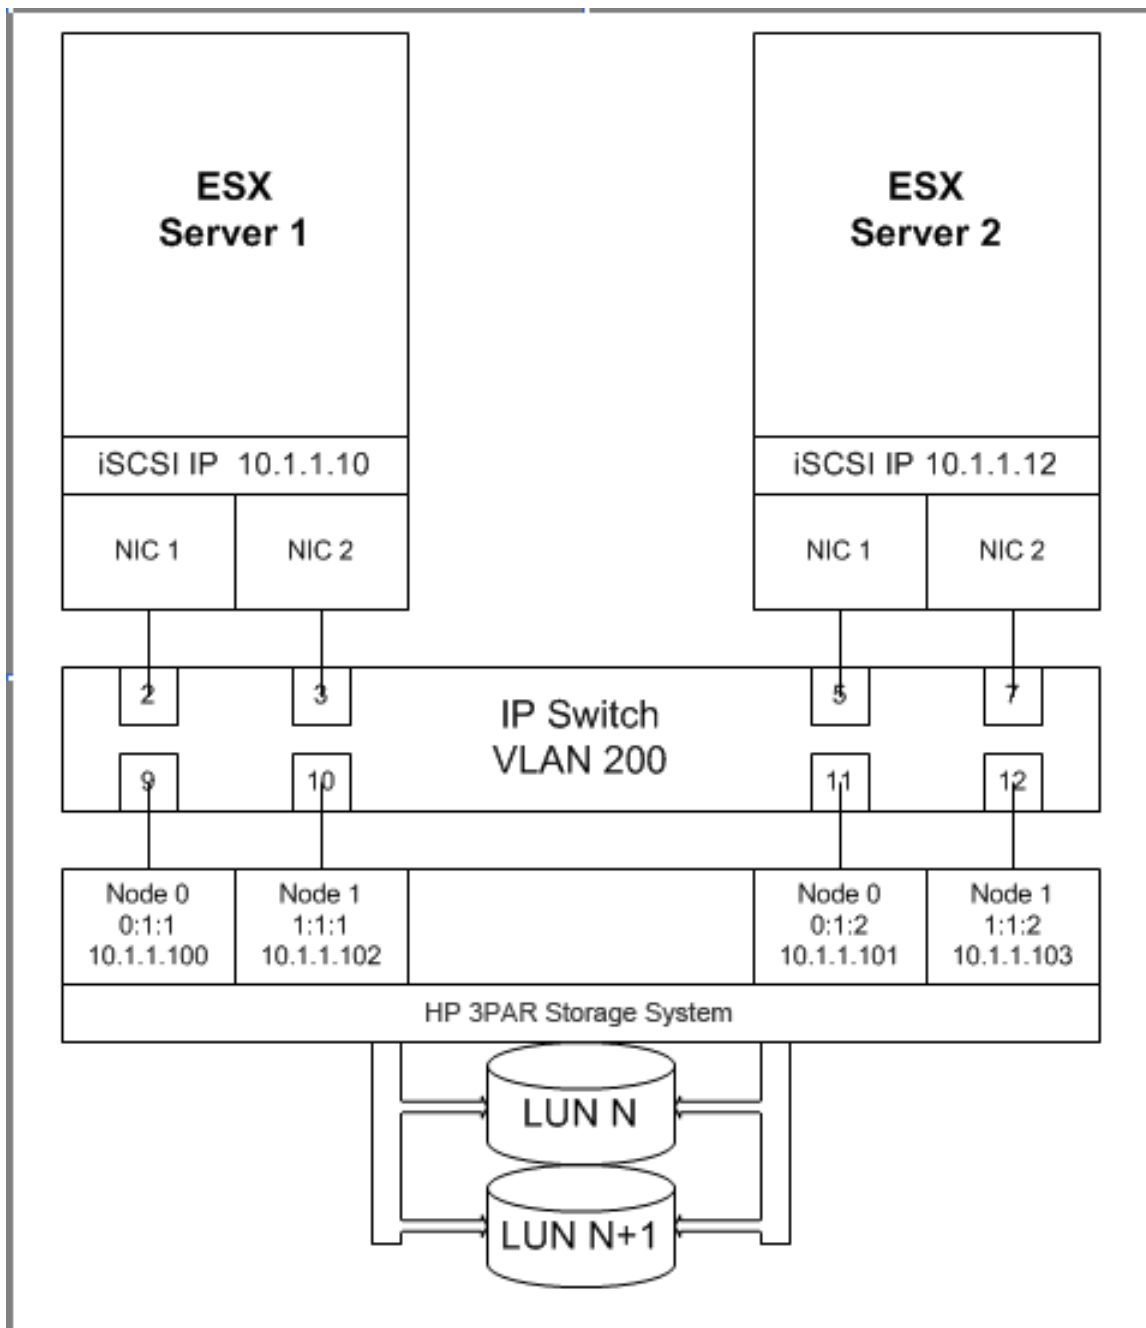 ESX
Server 1
ESX
Server 2
iSCSI IP 10.1.1.10
iSCSI IP 10.1.1.12
NIC 1
NIC 2
NIC 1
NIC 2
2
3
5
7
IP Switch
VLAN 200
9
10
11
12
Node 0
0:1:1
10.1.1.100
Node 1
1:1:1
10.1.1.102
Node 0
0:1:2
10.1.1.101
Node 1
1:1:2
10.1.1.103
HP 3PAR Storage System
LUN N
LUN N+1